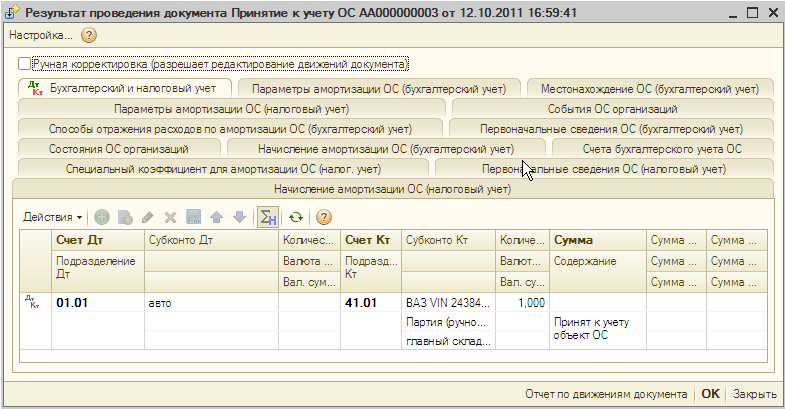 Результат проведения документа Принятие к учету ОС АА000000003 от 12.10.2011 16:59:41
Настройка...
Ручная корректировка (разрешает редактирование движений документа)
Бухгалтерский и налоговый учет Параметры амортизации ОС (бухгалтерский учет) Местонахождение ОС (бухгалтерский учет)
Параметры амортизации ОС (налоговый учет) События ОС организаций
Способы отражения расходов по амортизации ОС (бухгалтерский учет) Первоначальные сведения ОС (бухгалтерский учет)
Состояния ОС организаций Начисление амортизации ОС (бухгалтерский учет) Счета бухгалтерского учета ОС
Специальный коэффициент для амортизации ОС (налог. учет) Первоначальные сведения ОС (налоговый учет)
Начисление амортизации ОС (налоговый учет)
Действия
Счет Дт Субконто Дт Количес... Счет Кт Субконто Кт Количе... Сумма Сумма ... Сумма ...
Подразделение Дт Валюта ... Подразд... Кт Валют... Содержание Сумма ... Сумма ...
Вал. сум... Вал. су... Сумма ... Сумма ...
Дт Кт 01.01 авто 41.01 ВАЗ VIN 24384... 1,000
Партия (ручно... Принят к учету
главный склад... объект ОС
Отчет по движениям документа OK Закрыть